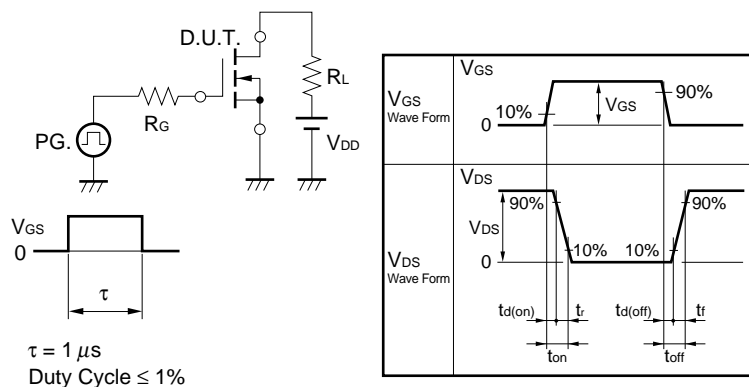 D.U.T.
RL
RG
PG.
VDD
VGS
0
τ
τ = 1 μs
Duty Cycle ≤ 1%
VGS
Wave Form
VGS
10%
VGS
90%
0
VDS
Wave Form
VDS
90%
VDS
10%
10%
90%
0
td(on)
tr
td(off)
tf
ton
toff